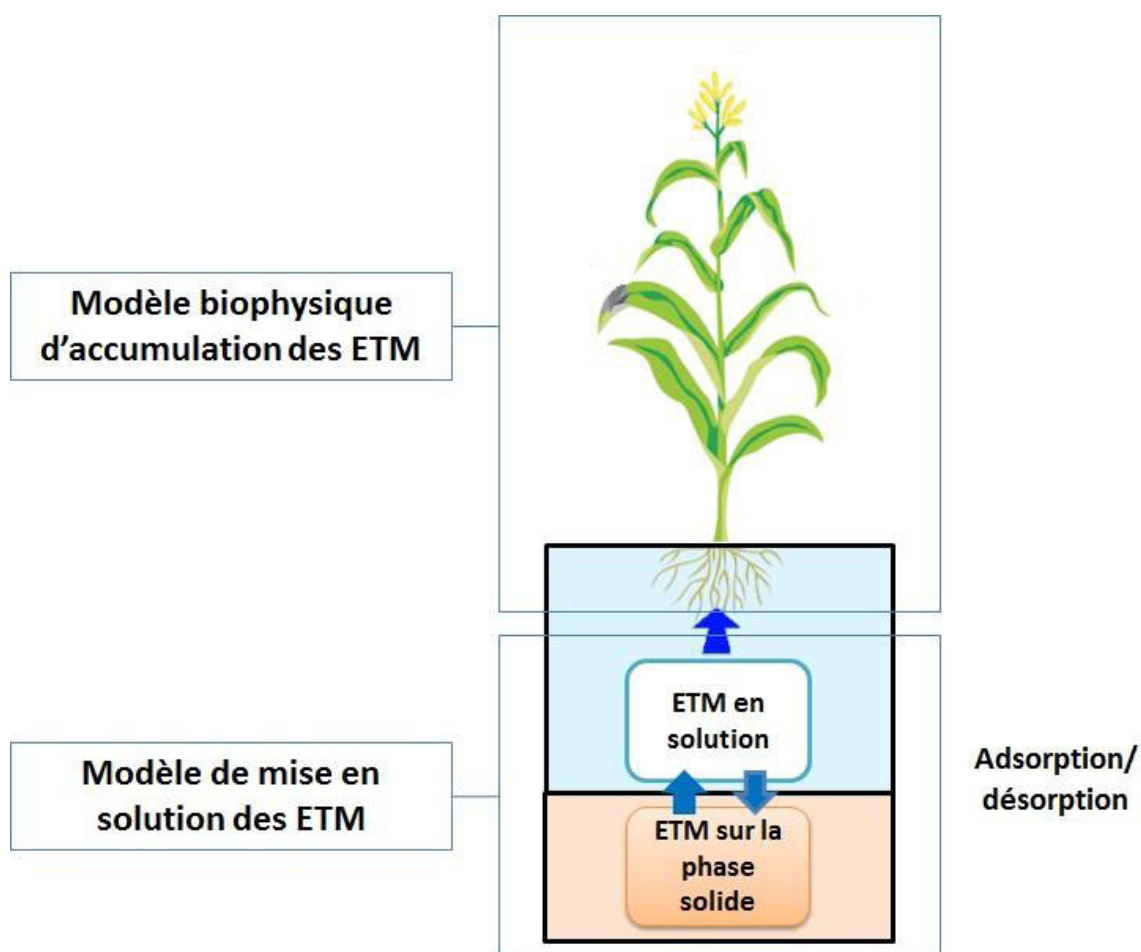 Modèle biophysique
d'accumulation des ETM
ETM en
solution
Modèle de mise en
solution des ETM
Adsorption/
désorption
ETM sur la
phase
solide